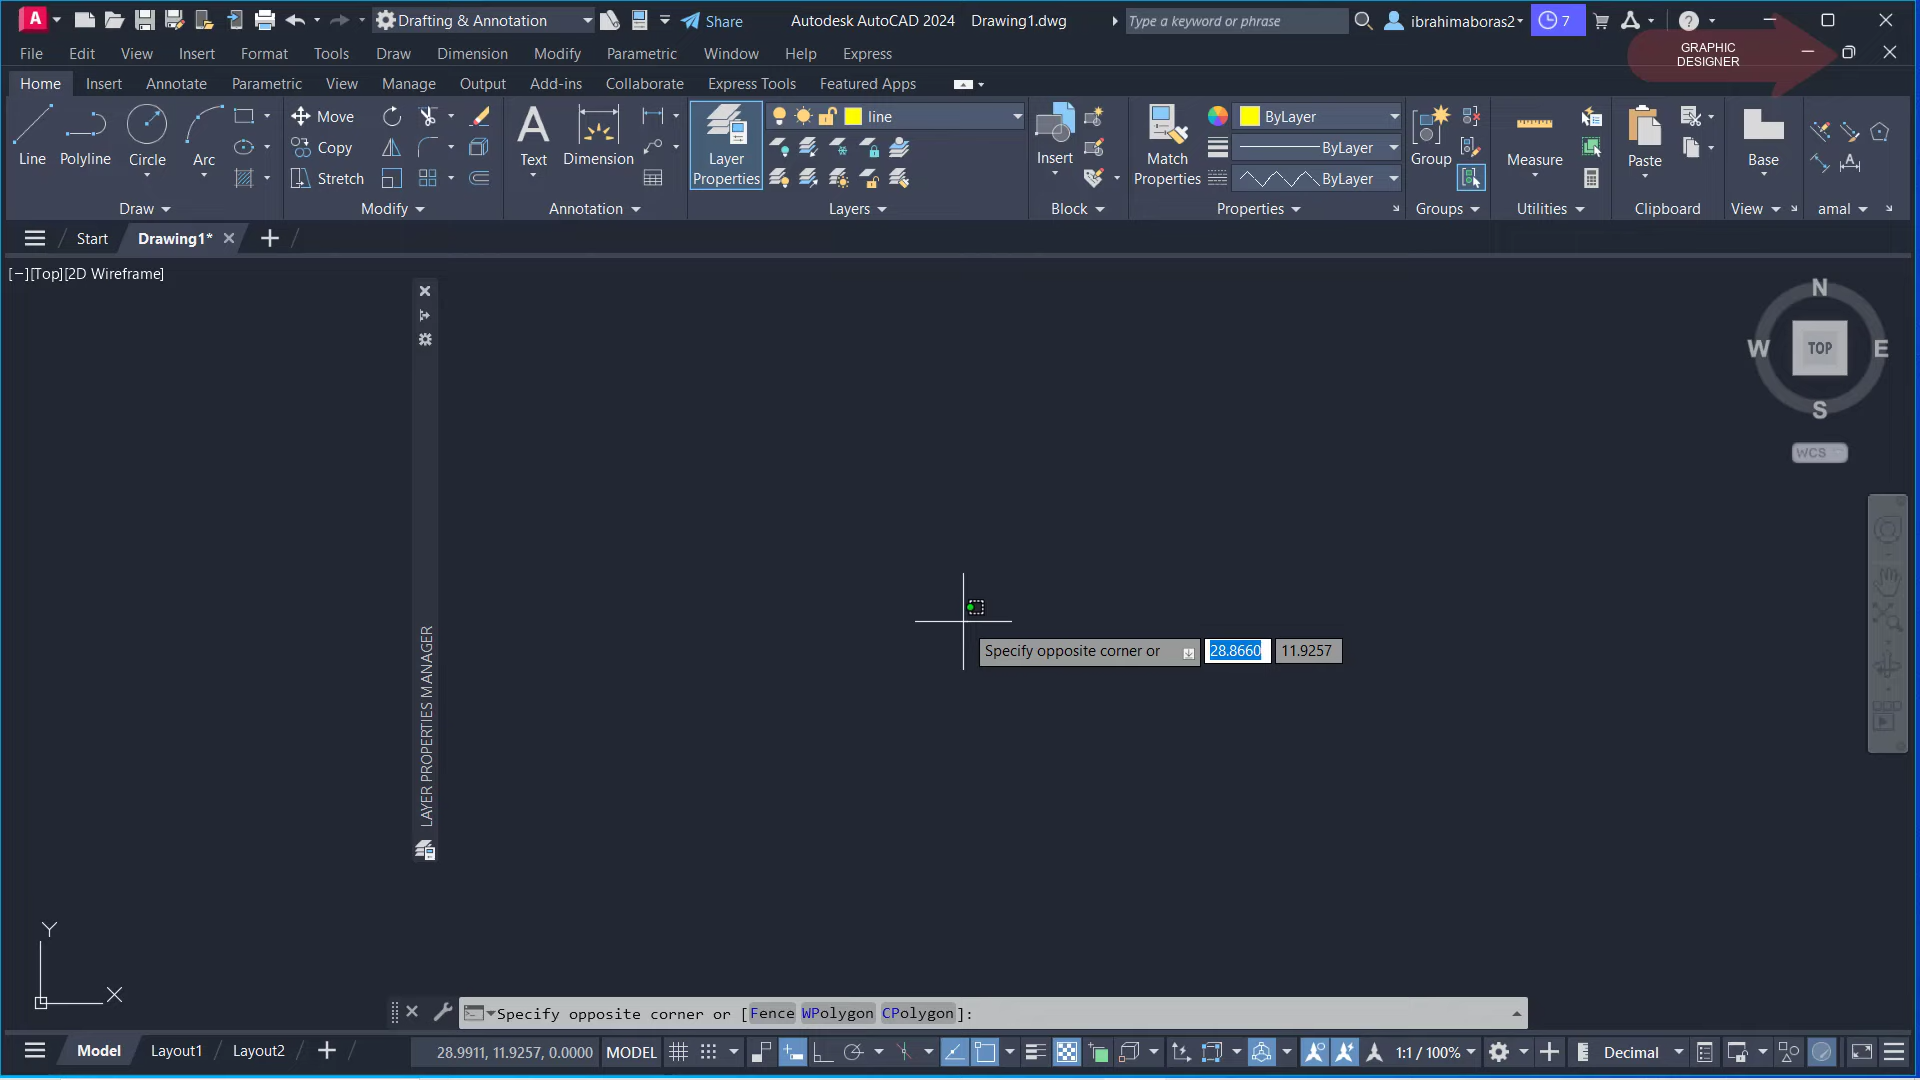 A Drafting & Annotation Share Autodesk AutoCAD 2024 Drawing1.dwg Type a keyword or phrase ibrahimaboras2 7
GRAPHIC
DESIGNER
File Edit View Insert Format Tools Draw Dimension Modify Parametric Window Help Express
Home Insert Annotate Parametric View Manage Output Add-ins Collaborate Express Tools Featured Apps
Line Polyline Circle Arc
Move
Copy
Stretch
Text Dimension
Layer
Properties
line
Insert
Match
Properties
ByLayer
ByLayer
ByLayer
Group
Measure
Paste
Base
Draw Modify Annotation Layers Block Properties Groups Utilities Clipboard View amal
Start Drawing1*
[−][Top][2D Wireframe]
N
W TOP E
S
WCS
LAYER PROPERTIES MANAGER
Specify opposite corner or 28.8660 11.9257
Y
X
Specify opposite corner or [Fence WPolygon CPolygon]:
Model Layout1 Layout2 28.9911, 11.9257, 0.0000 MODEL 1:1 / 100% Decimal